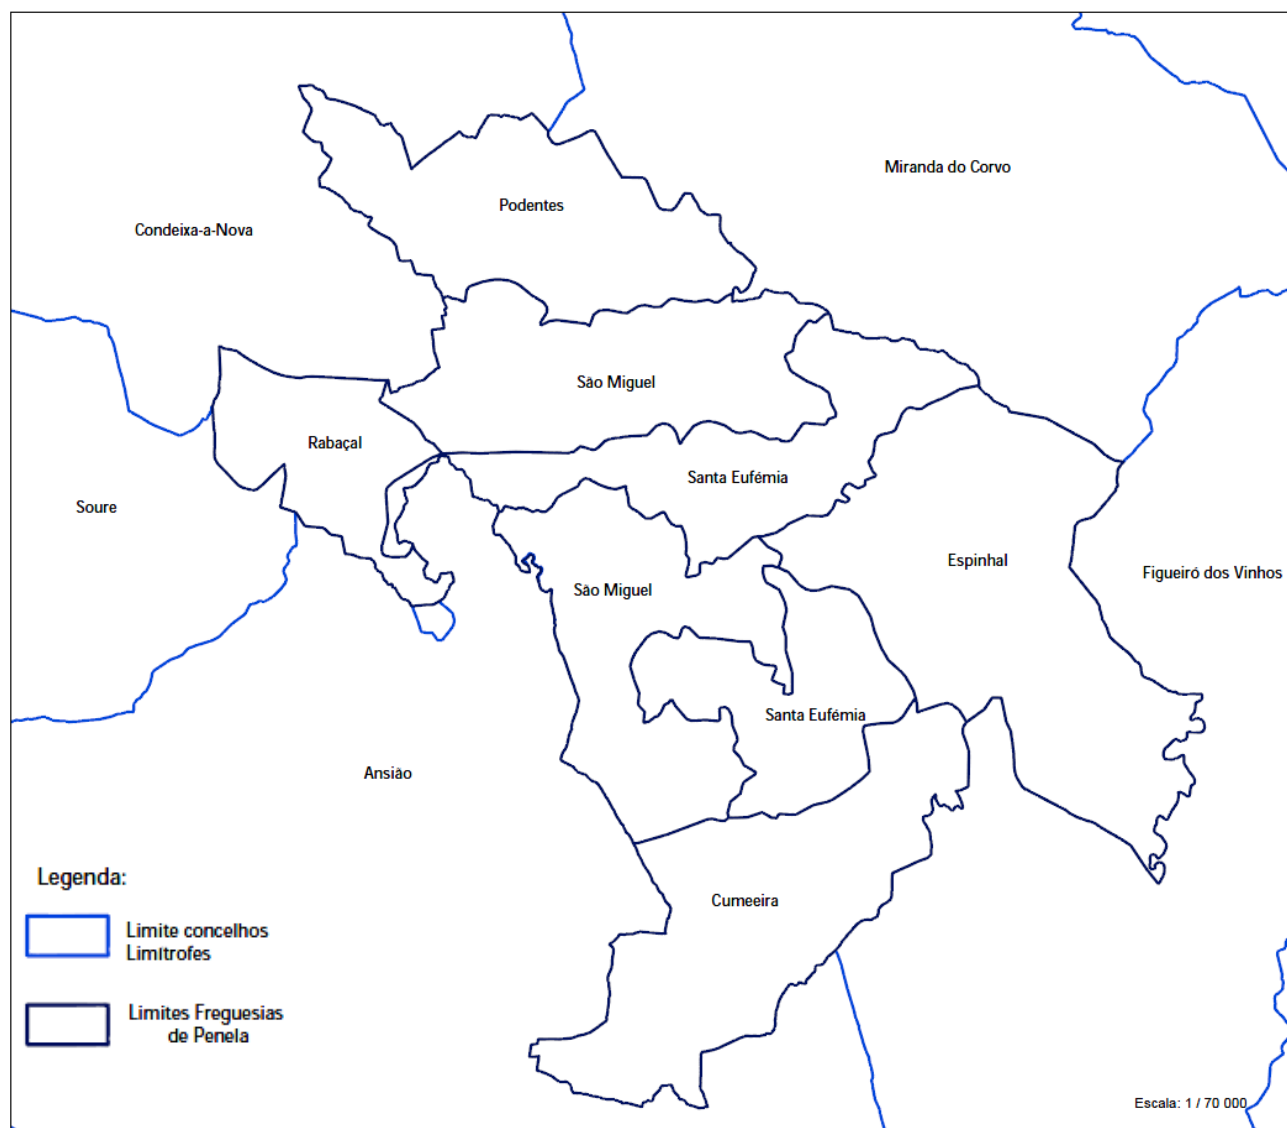 Miranda do Corvo
Podentes
Condeixa-a-Nova
São Miguel
Rabaçal
Santa Eufémia
Soure
Espinhal
Figueiró dos Vinhos
São Miguel
Santa Eufémia
Ansião
Legenda:
Cumeeira
Limite concelhos
Limítrofes
Limites Freguesias
de Penela
Escala: 1 / 70 000